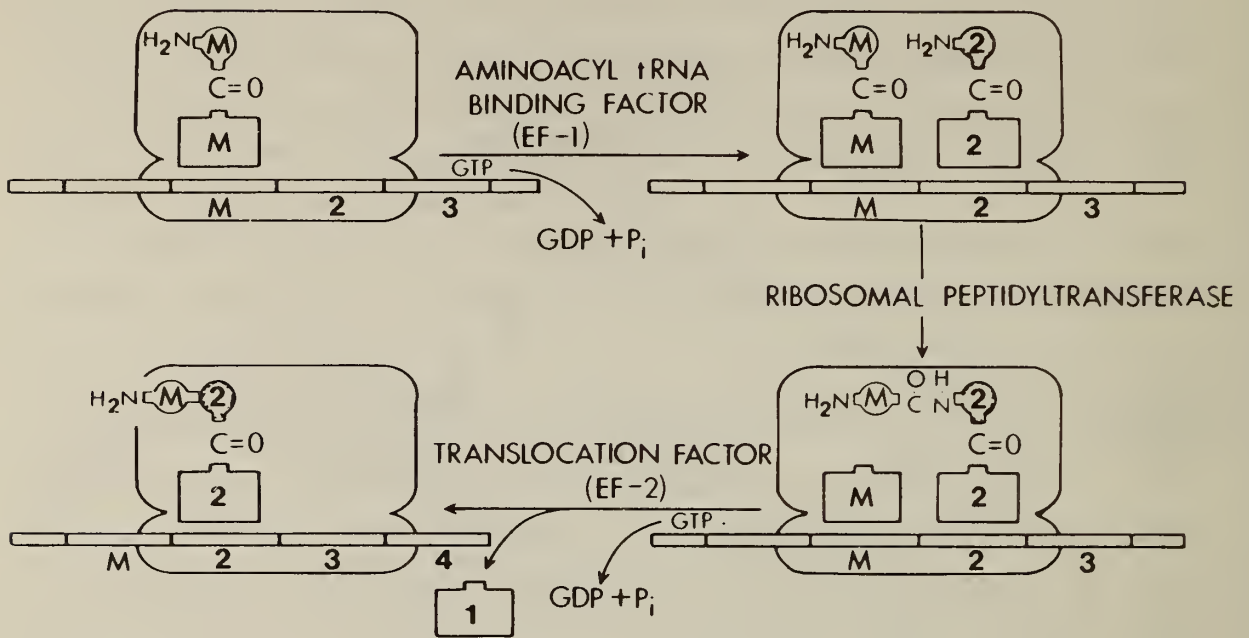 H2N M
C=O
M
M 2 3
AMINOACYL tRNA
BINDING FACTOR
(EF-1)
GTP
GDP + Pi
H2N M H2N 2
C=O C=O
M 2
M 2 3
RIBOSOMAL PEPTIDYLTRANSFERASE
O H
H2N M C N 2
C=O
M 2
M 2 3
TRANSLOCATION FACTOR
(EF-2)
GTP.
GDP + Pi
1
H2N M 2
C=O
2
M 2 3 4